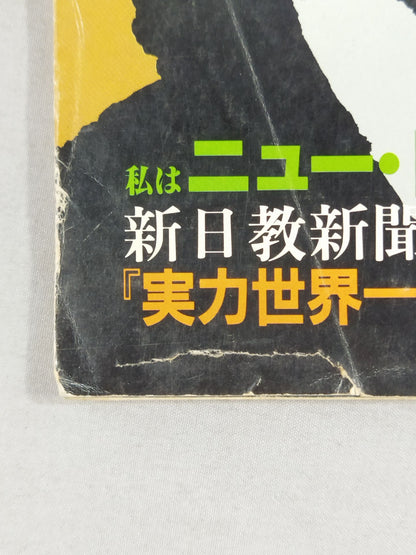 私はニュー・
新日教新聞
『実力世界一